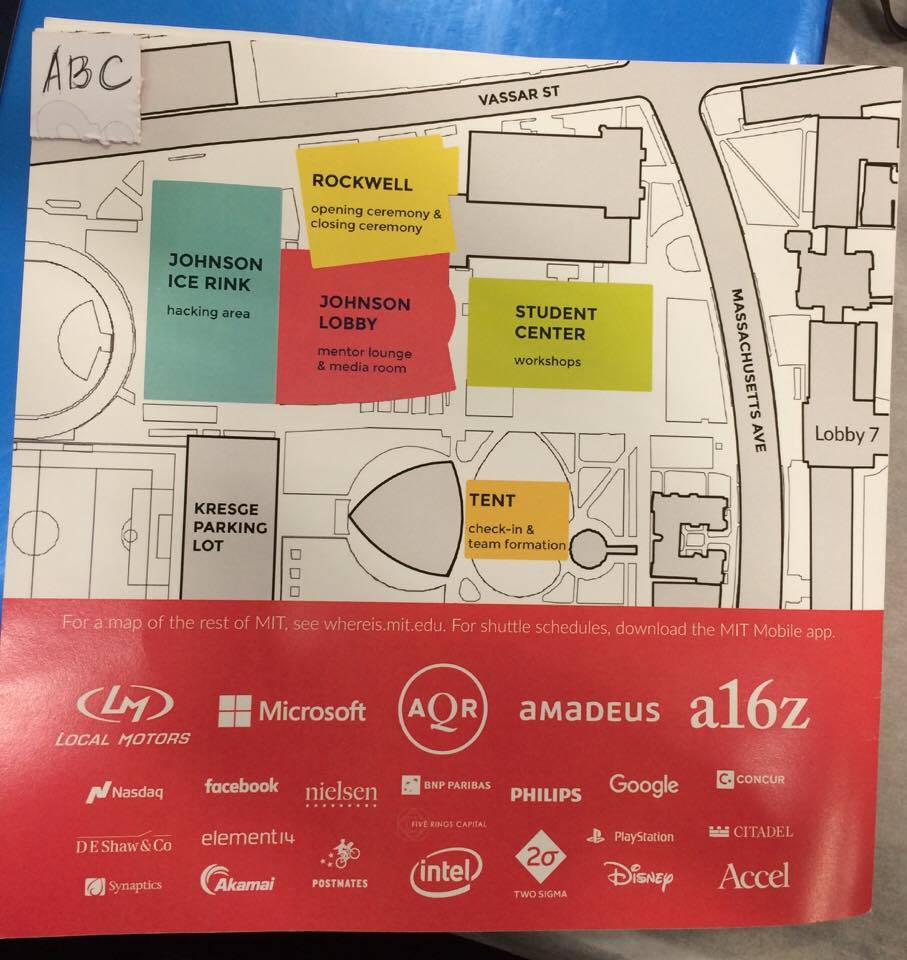 ABC
VASSAR ST
ROCKWELL
opening ceremony &
closing ceremony
JOHNSON
ICE RINK
hacking area
JOHNSON
LOBBY
mentor lounge
& media room
STUDENT
CENTER
workshops
MASSACHUSETTS AVE
Lobby 7
KRESGE
PARKING
LOT
TENT
check-in &
team formation
For a map of the rest of MIT, see whereis.mit.edu. For shuttle schedules, download the MIT Mobile app.
LM
LOCAL MOTORS
Microsoft
AQR
amadeus
a16z
Nasdaq
facebook
nielsen
BNP PARIBAS
PHILIPS
Google
C.
CONCUR
DE Shaw & Co
element14
POSTMATES
FIVE RINGS CAPITAL
intel
2σ
TWO SIGMA
PlayStation
CITADEL
Synaptics
Akamai
Disney
Accel